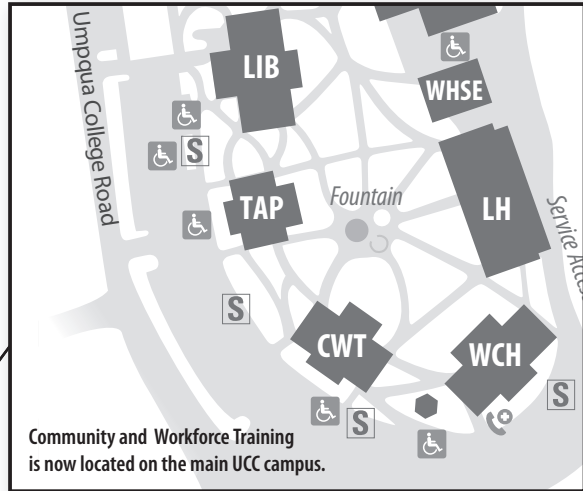 Umpqua College Road
LIB
WHSE
S
TAP
Fountain
LH
Service
S
CWT
WCH
S
S
Community and Workforce Training
is now located on the main UCC campus.